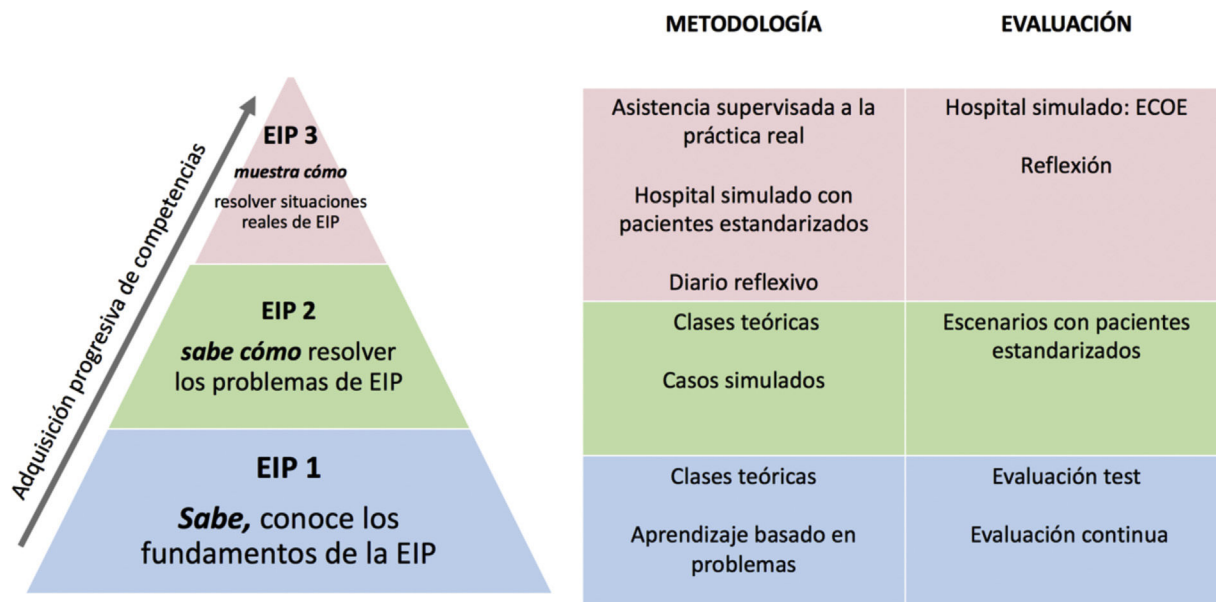 Adquisición progresiva de competencias
EIP 3
muestra cómo
resolver situaciones
reales de EIP
EIP 2
sabe cómo resolver
los problemas de EIP
EIP 1
Sabe, conoce los
fundamentos de la EIP
METODOLOGÍA
EVALUACIÓN
Asistencia supervisada a la
práctica real
Hospital simulado con
pacientes estandarizados
Diario reflexivo
Hospital simulado: ECOE
Reflexión
Clases teóricas
Casos simulados
Escenarios con pacientes
estandarizados
Clases teóricas
Aprendizaje basado en
problemas
Evaluación test
Evaluación continua